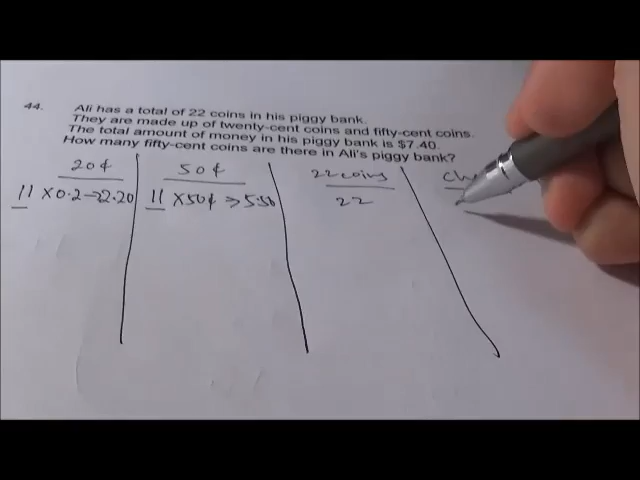 44. Ali has a total of 22 coins in his piggy bank.
They are made up of twenty-cent coins and fifty-cent coins.
The total amount of money in his piggy bank is $7.40.
How many fifty-cent coins are there in Ali's piggy bank?
20¢ 50¢ 22 coins Che
11 × 0.2 → 2.20 11 × 50¢ → 5.50 22